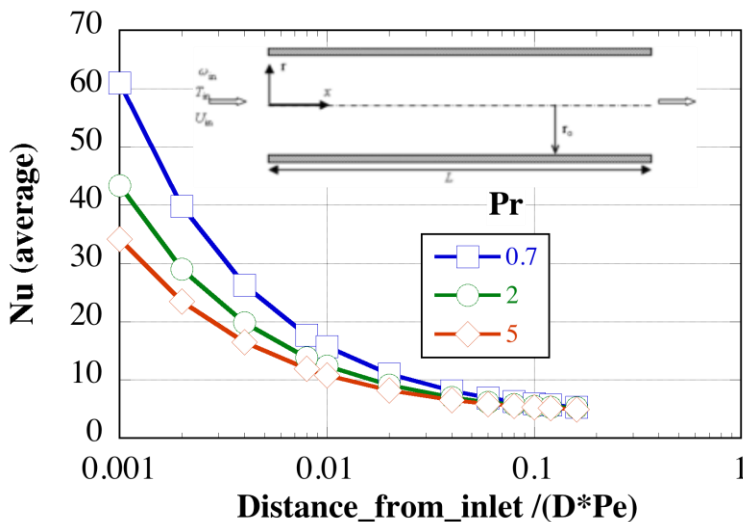 70
60
50
40
30
20
10
0
Nu (average)
ω_in
T_in
U_in
r
x
r_o
L
Pr
0.7
2
5
0.001
0.01
0.1
1
Distance_from_inlet /(D*Pe)